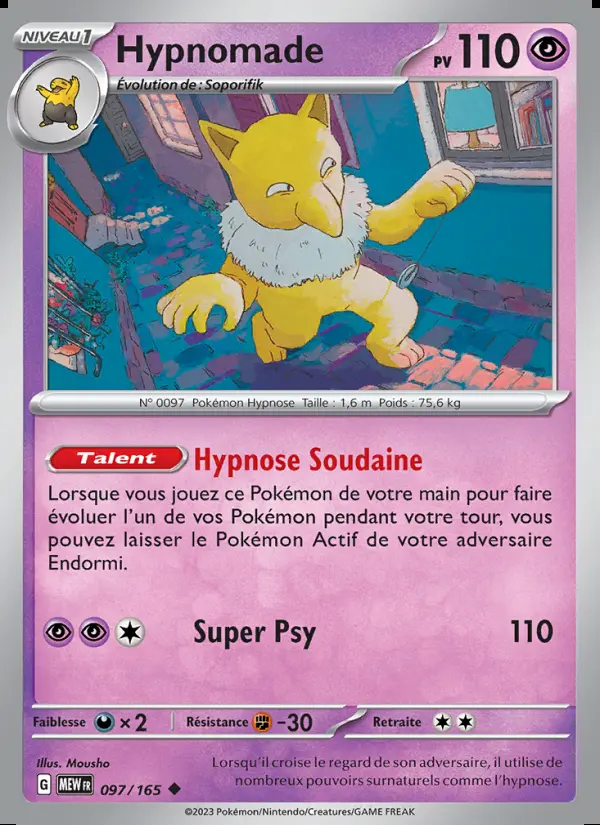 NIVEAU 1
Hypnomade
PV 110
Évolution de : Soporifik
N° 0097 Pokémon Hypnose Taille : 1,6 m Poids : 75,6 kg
Talent Hypnose Soudaine
Lorsque vous jouez ce Pokémon de votre main pour faire
évoluer l'un de vos Pokémon pendant votre tour, vous
pouvez laisser le Pokémon Actif de votre adversaire
Endormi.
Super Psy 110
Faiblesse ×2 Résistance -30 Retraite
Illus. Mousho
Lorsqu'il croise le regard de son adversaire, il utilise de
nombreux pouvoirs surnaturels comme l'hypnose.
G MEW FR 097/165
©2023 Pokémon/Nintendo/Creatures/GAME FREAK